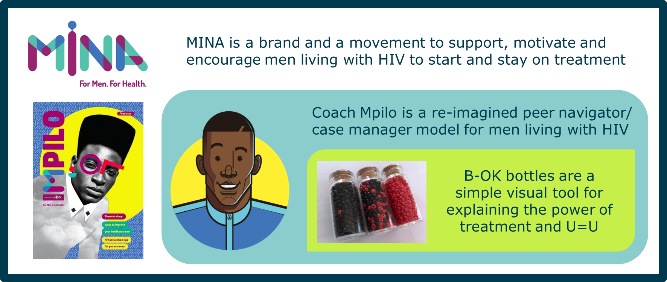 MINA
For Men. For Health.
MINA is a brand and a movement to support, motivate and
encourage men living with HIV to start and stay on treatment
IMPILO
Coach Mpilo is a re-imagined peer navigator/
case manager model for men living with HIV
B-OK bottles are a
simple visual tool for
explaining the power of
treatment and U=U